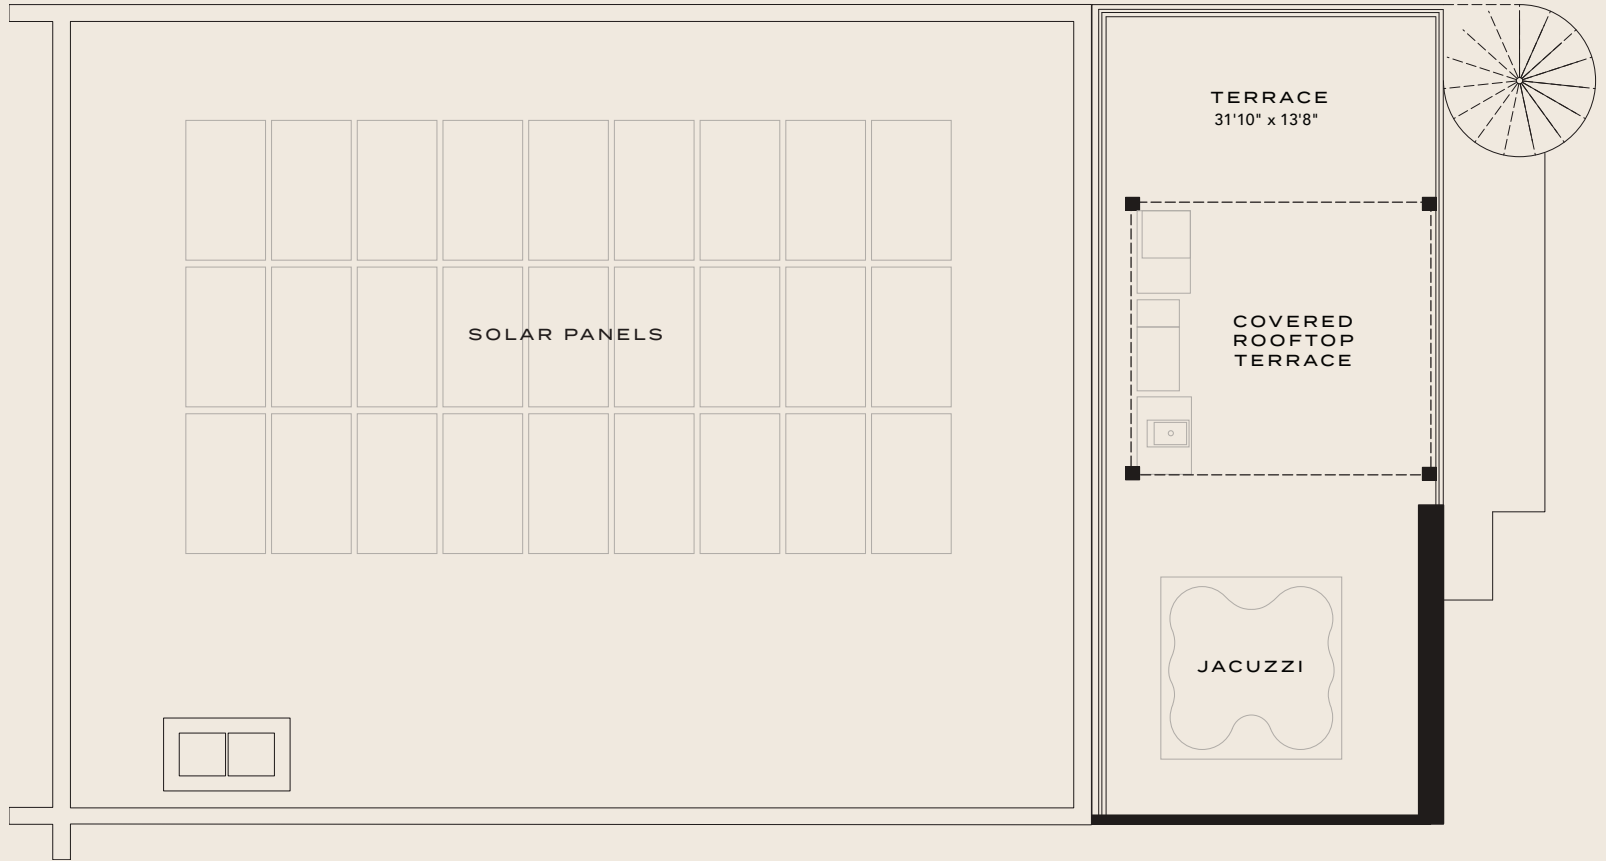 TERRACE
31'10" x 13'8"
SOLAR PANELS
COVERED
ROOFTOP
TERRACE
JACUZZI